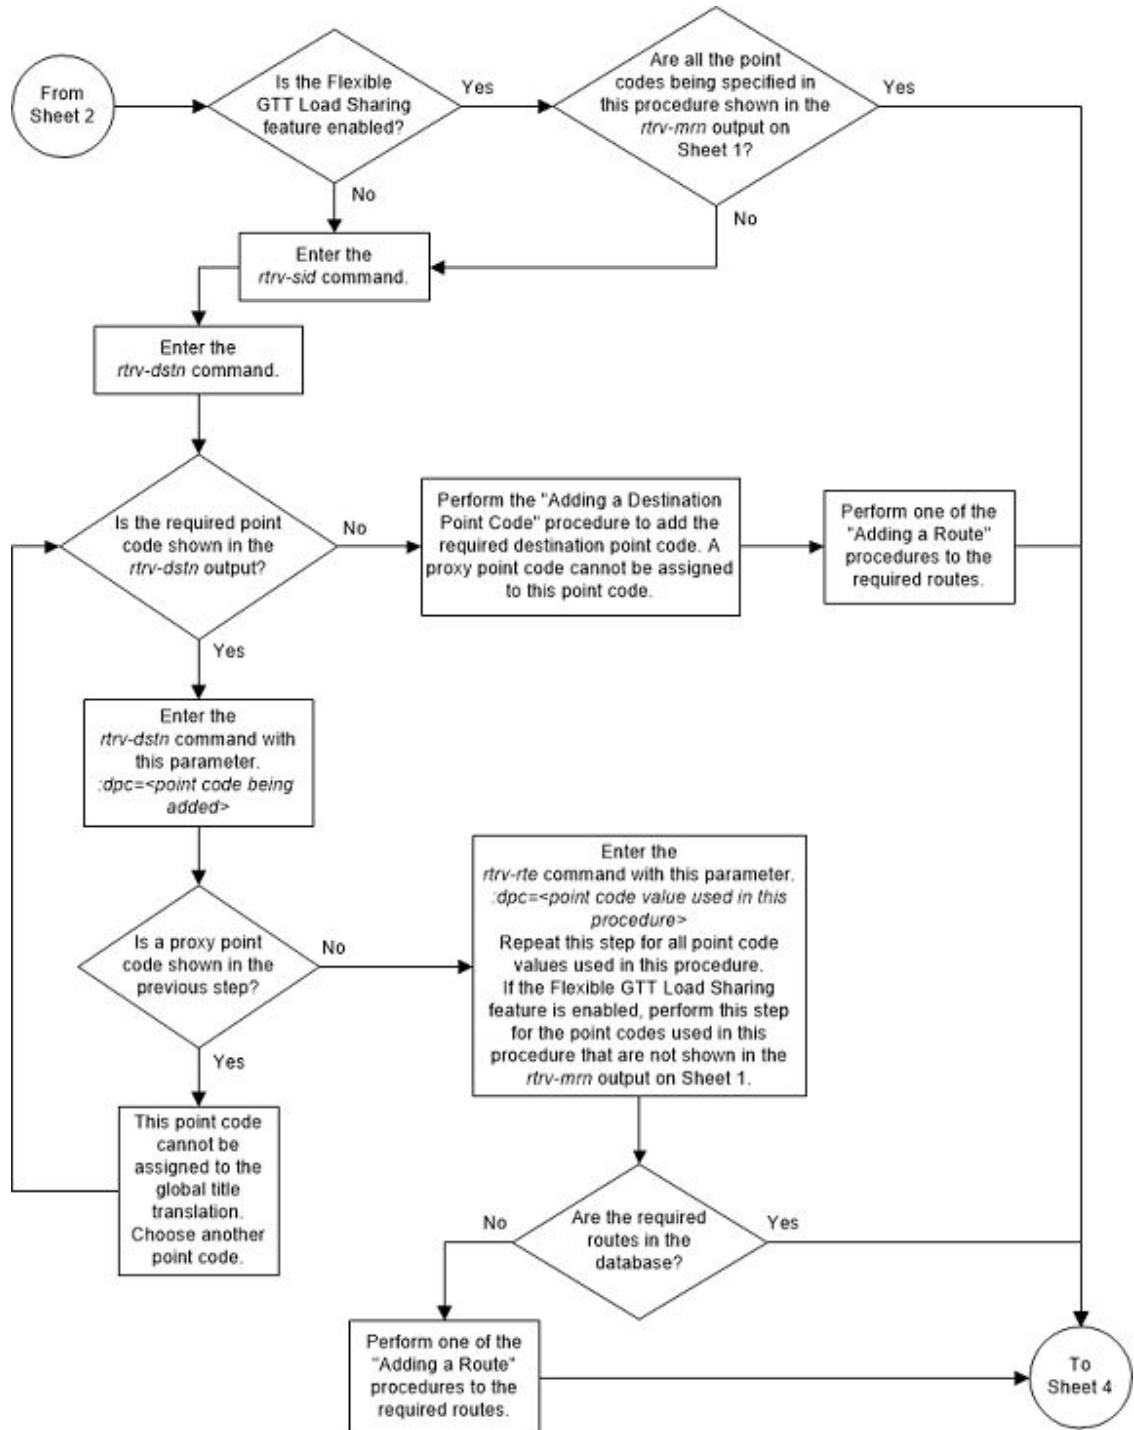 From
Sheet 2
Is the Flexible
GTT Load Sharing
feature enabled?
Yes
Are all the point
codes being specified in
this procedure shown in the
rtrv-mrn output on
Sheet 1?
Yes
No
No
Enter the
rtrv-sid command.
Enter the
rtrv-dstn command.
Is the required point
code shown in the
rtrv-dstn output?
No
Perform the "Adding a Destination
Point Code" procedure to add the
required destination point code. A
proxy point code cannot be assigned
to this point code.
Perform one of the
"Adding a Route"
procedures to the
required routes.
Yes
Enter the
rtrv-dstn command with
this parameter.
:dpc=<point code being
added>
Is a proxy point
code shown in the
previous step?
No
Enter the
rtrv-rte command with this parameter.
:dpc=<point code value used in this
procedure>
Repeat this step for all point code
values used in this procedure.
If the Flexible GTT Load Sharing
feature is enabled, perform this step
for the point codes used in this
procedure that are not shown in the
rtrv-mrn output on Sheet 1.
Yes
This point code
cannot be
assigned to the
global title
translation.
Choose another
point code.
Are the required
routes in the
database?
No
Yes
Perform one of the
"Adding a Route"
procedures to the
required routes.
To
Sheet 4